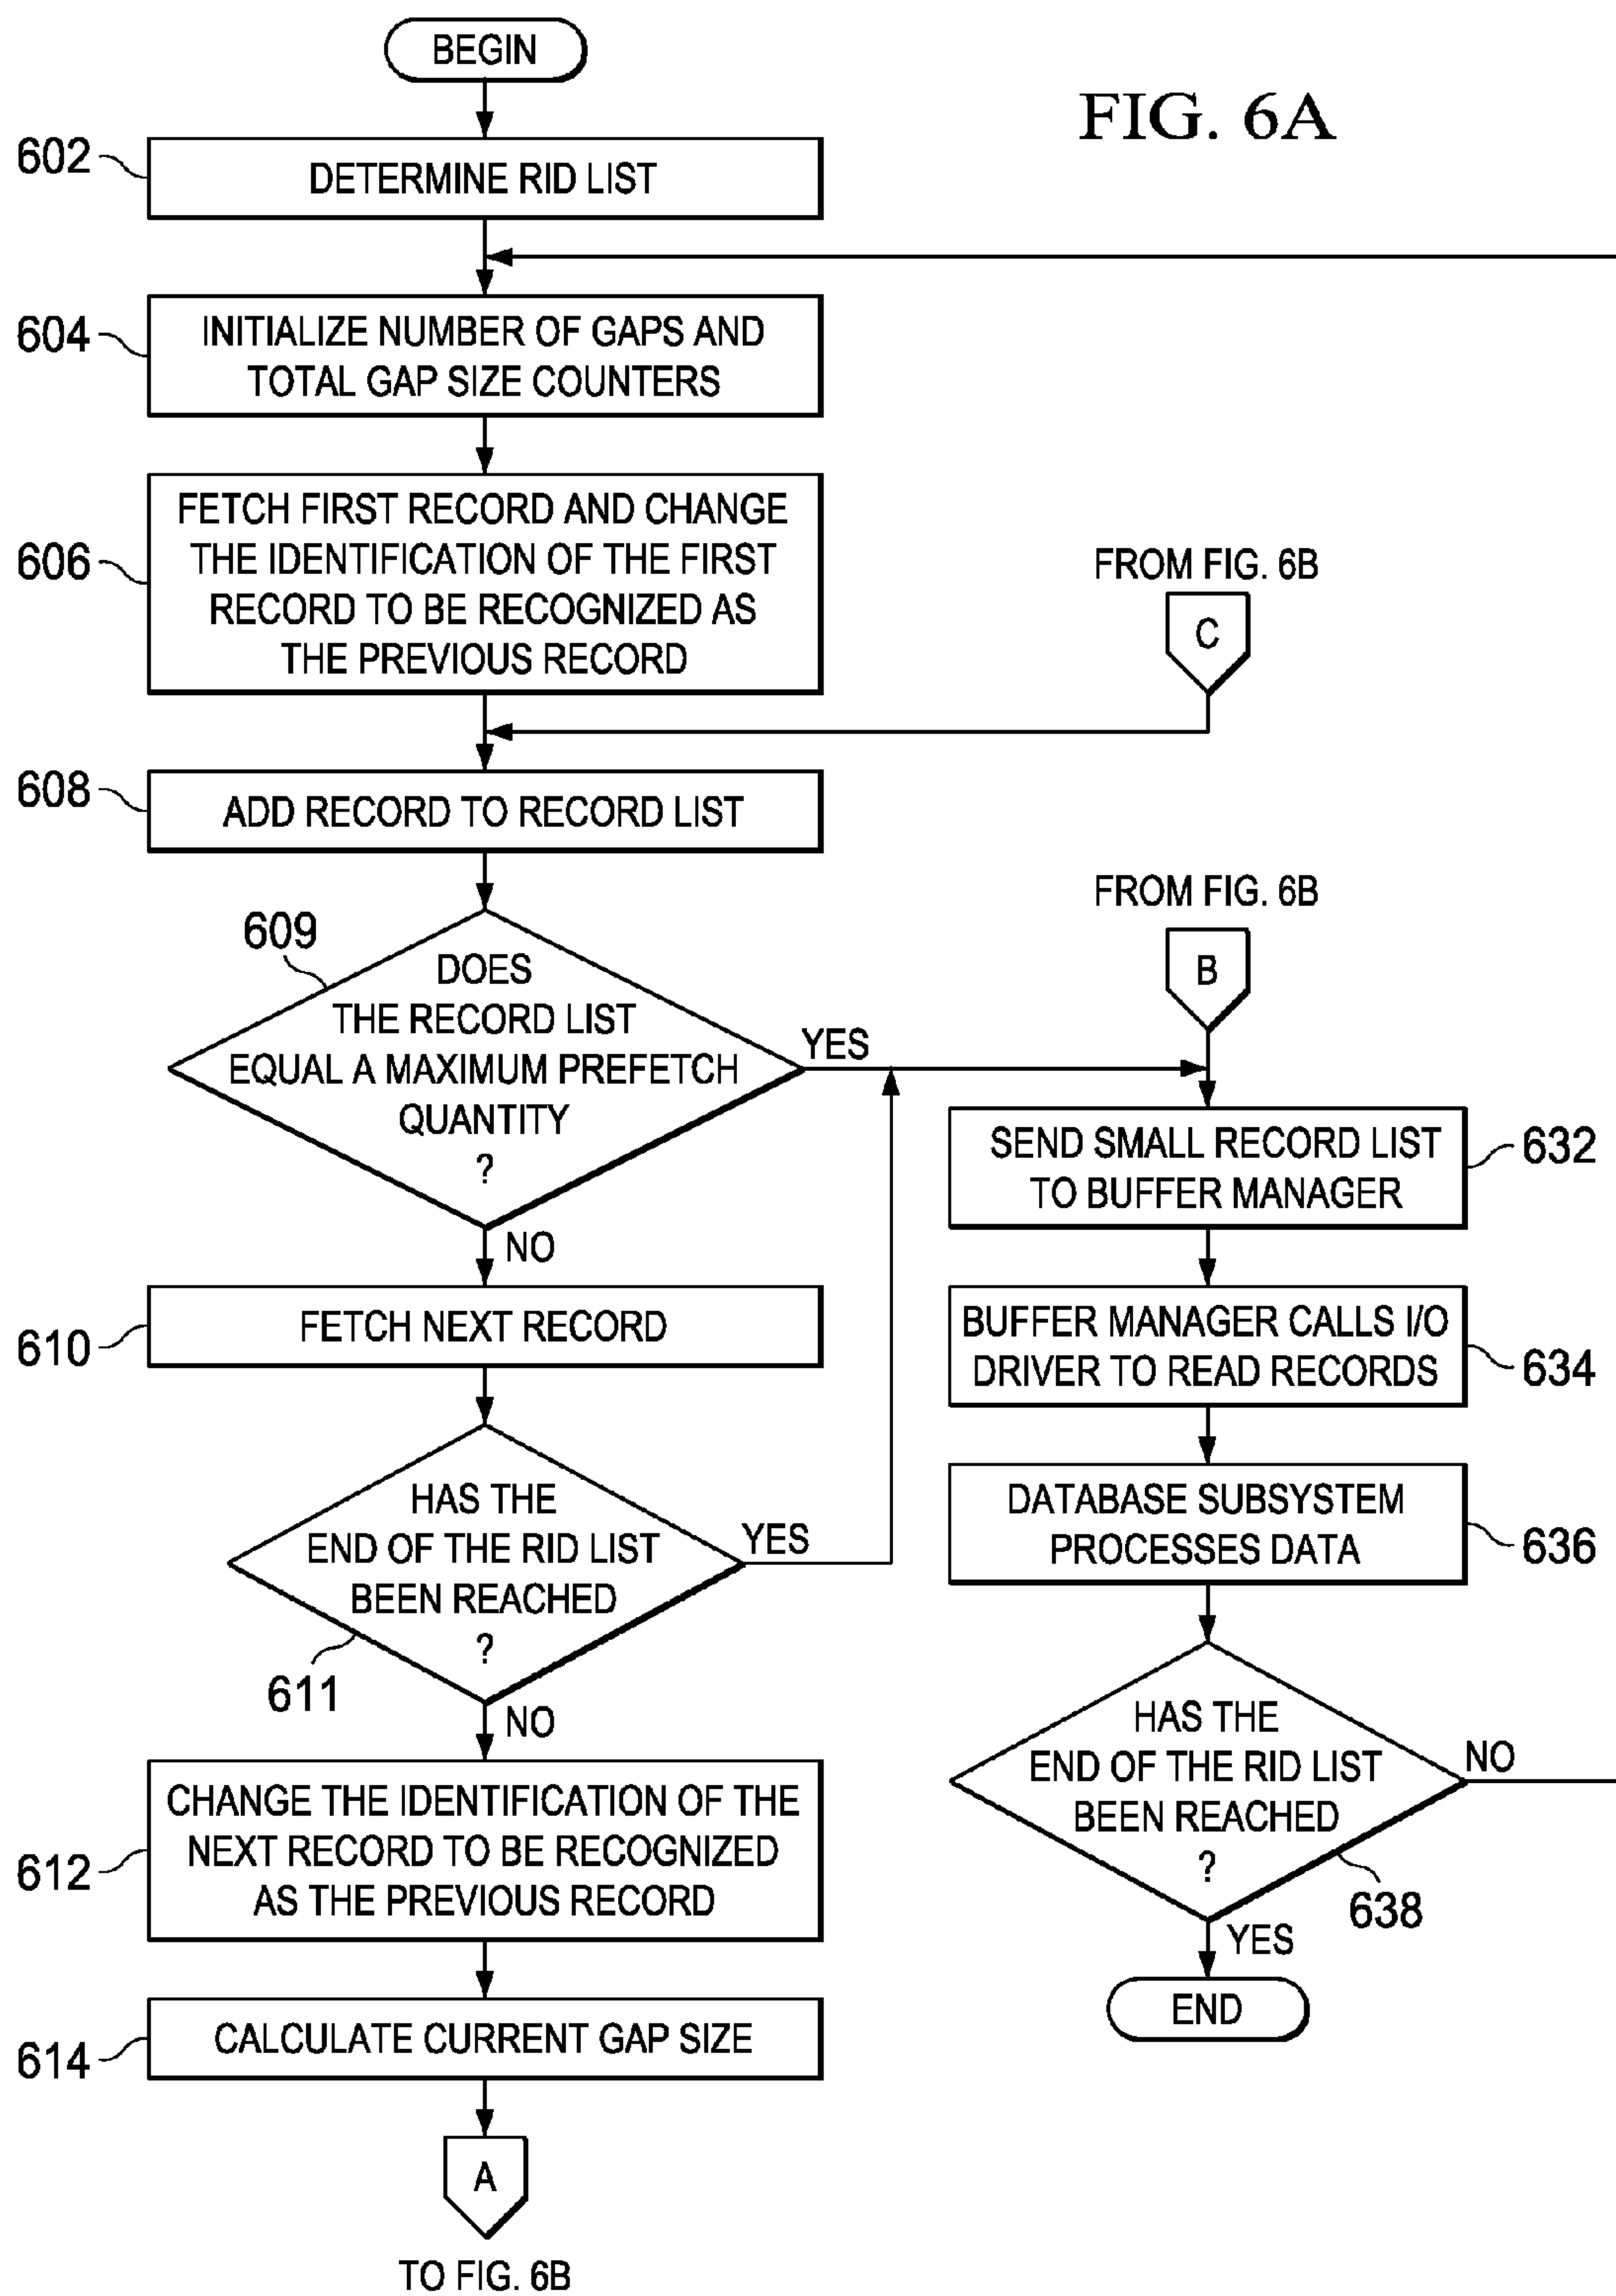 BEGIN
FIG. 6A
602
DETERMINE RID LIST
604
INITIALIZE NUMBER OF GAPS AND
TOTAL GAP SIZE COUNTERS
606
FETCH FIRST RECORD AND CHANGE
THE IDENTIFICATION OF THE FIRST
RECORD TO BE RECOGNIZED AS
THE PREVIOUS RECORD
FROM FIG. 6B
C
608
ADD RECORD TO RECORD LIST
609
DOES
THE RECORD LIST
EQUAL A MAXIMUM PREFETCH
QUANTITY
?
YES
NO
FROM FIG. 6B
B
610
FETCH NEXT RECORD
HAS THE
END OF THE RID LIST
BEEN REACHED
?
YES
611
NO
612
CHANGE THE IDENTIFICATION OF THE
NEXT RECORD TO BE RECOGNIZED
AS THE PREVIOUS RECORD
614
CALCULATE CURRENT GAP SIZE
A
TO FIG. 6B
SEND SMALL RECORD LIST
TO BUFFER MANAGER
632
BUFFER MANAGER CALLS I/O
DRIVER TO READ RECORDS
634
DATABASE SUBSYSTEM
PROCESSES DATA
636
HAS THE
END OF THE RID LIST
BEEN REACHED
?
NO
638
YES
END